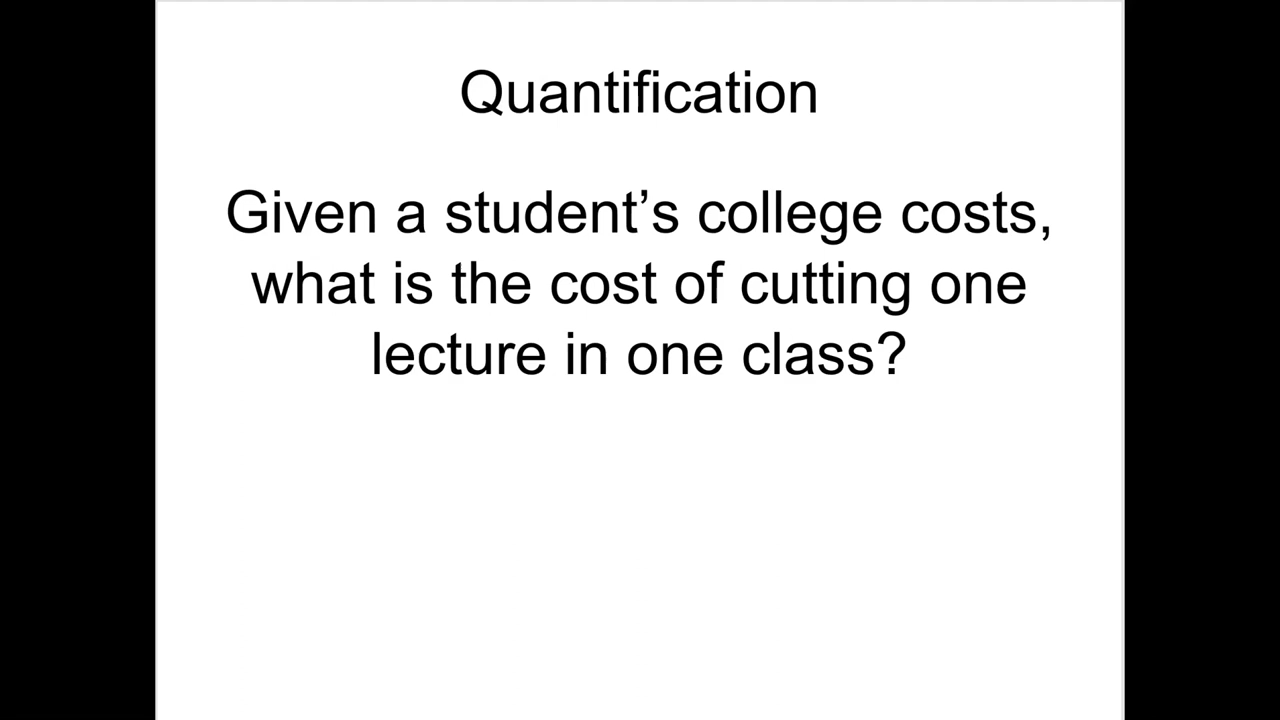 Quantification
Given a student’s college costs,
what is the cost of cutting one
lecture in one class?